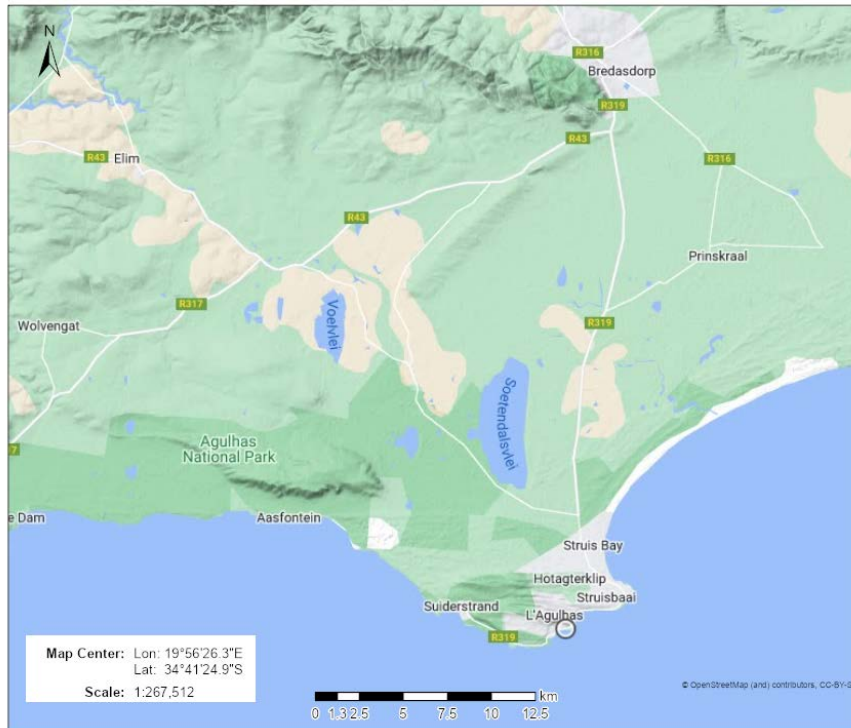 N
R316
Bredasdorp
R319
R43
R316
R43
Elim
R43
Prinskraal
R317
Voelvlei
R319
Wolvengat
Soetendalsvlei
Agulhas
National Park
e Dam
Aasfontein
Struis Bay
Hotagterklip
Struisbaai
Suiderstrand
L'Agulhas
R319
Map Center: Lon: 19°56'26.3"E
Lat: 34°41'24.9"S
Scale: 1:267,512
km
0 1.3 2.5 5 7.5 10 12.5
© OpenStreetMap (and) contributors, CC-BY-S